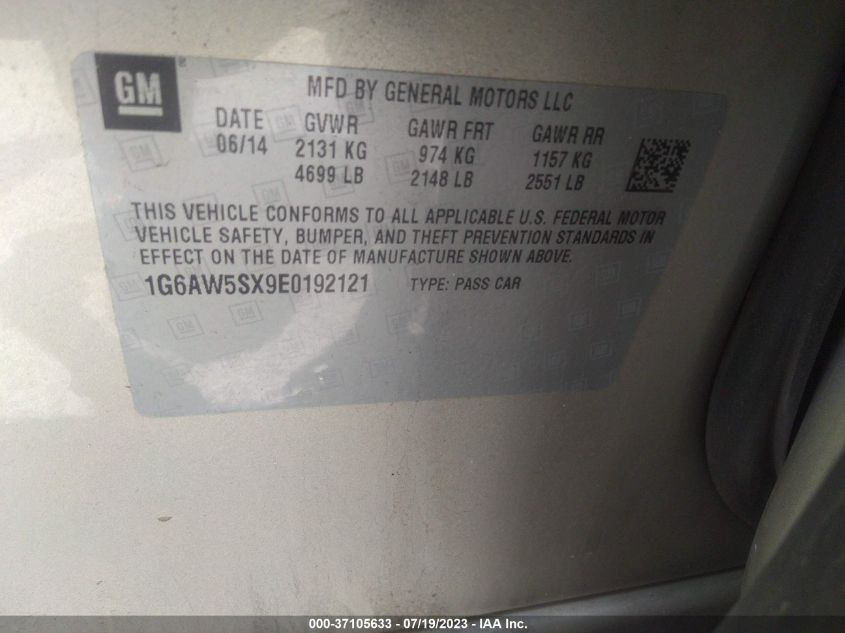 GM ®
MFD BY GENERAL MOTORS LLC
DATE GVWR GAWR FRT GAWR RR
06/14 2131 KG 974 KG 1157 KG
4699 LB 2148 LB 2551 LB
THIS VEHICLE CONFORMS TO ALL APPLICABLE U.S. FEDERAL MOTOR
VEHICLE SAFETY, BUMPER, AND THEFT PREVENTION STANDARDS IN
EFFECT ON THE DATE OF MANUFACTURE SHOWN ABOVE.
1G6AW5SX9E0192121 TYPE: PASS CAR
000-37105633 - 07/19/2023 - IAA Inc.